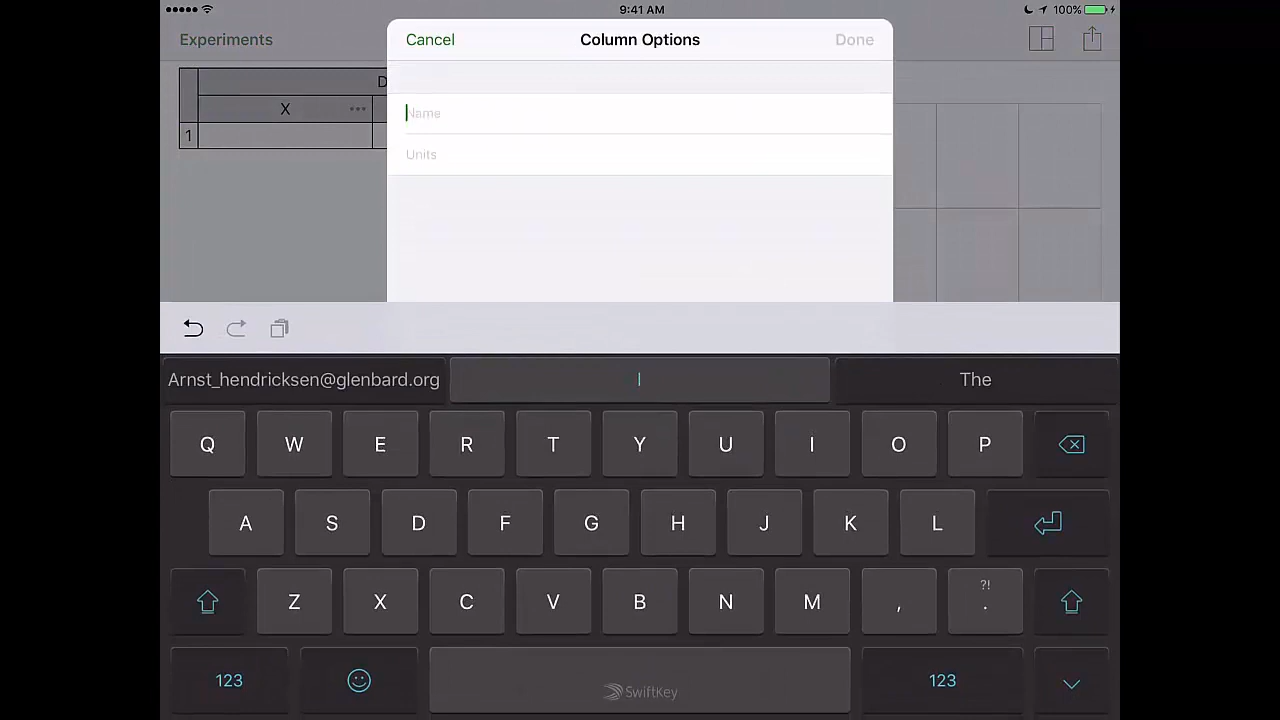 9:41 AM
100%
Experiments
Cancel
Column Options
Done
D
X
1
Name
Units
Arnst_hendricksen@glenbard.org
I
The
Q W E R T Y U I O P
A S D F G H J K L
Z X C V B N M , ?! .
123
SwiftKey
123